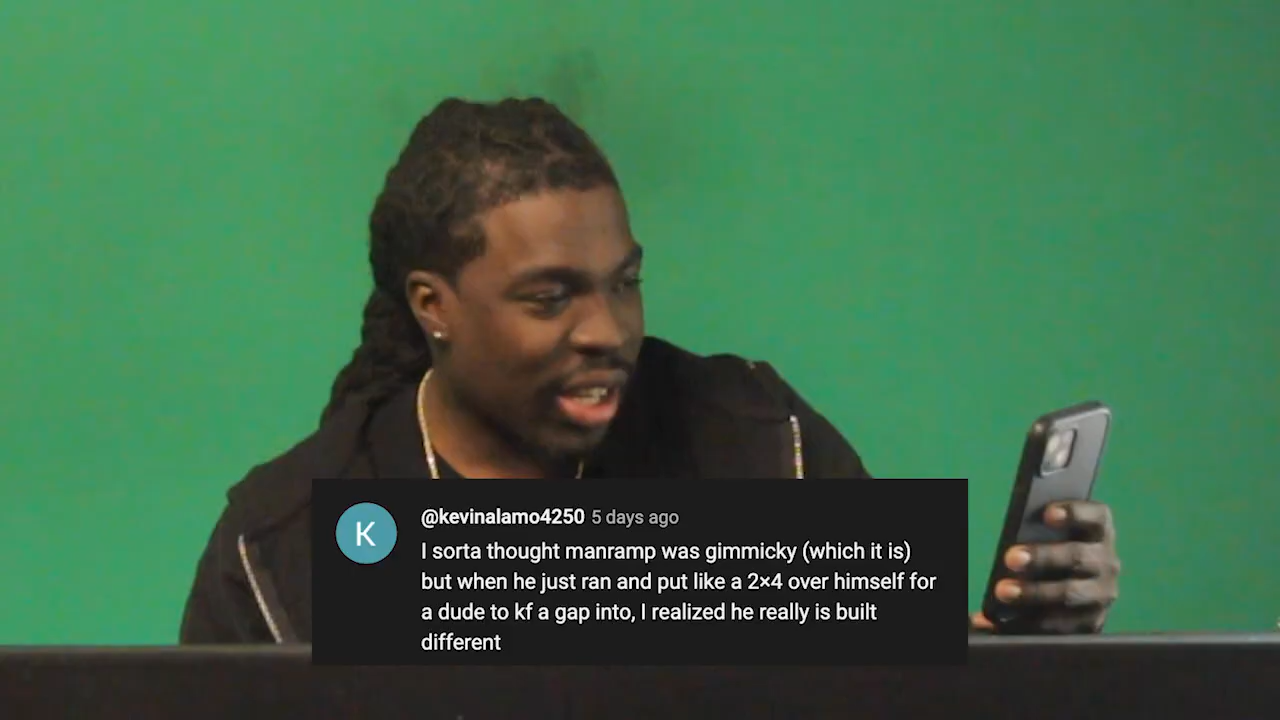 K
@kevinalamo4250 5 days ago
I sorta thought manramp was gimmicky (which it is)
but when he just ran and put like a 2×4 over himself for
a dude to kf a gap into, I realized he really is built
different